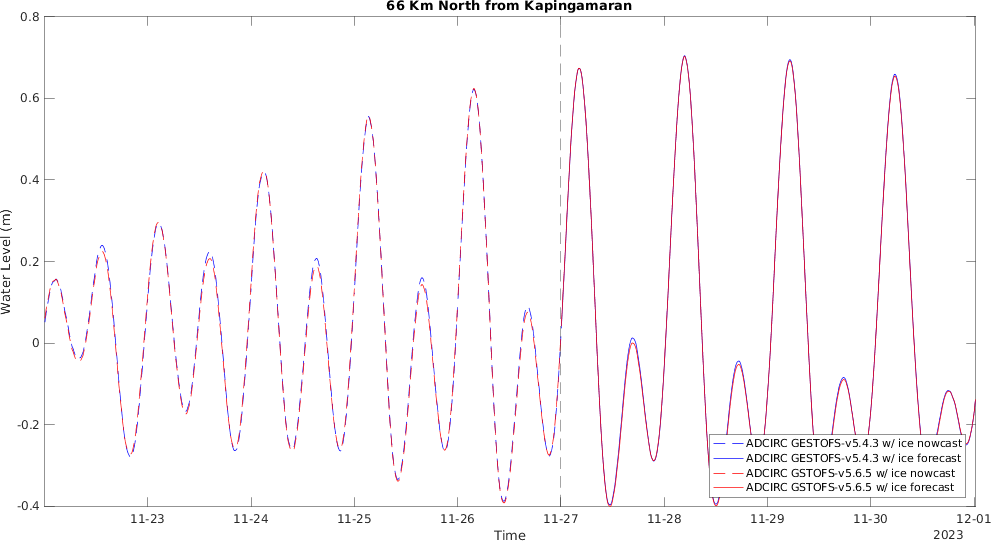 66 Km North from Kapingamaran
0.8
0.6
0.4
0.2
0
-0.2
-0.4
Water Level (m)
11-23
11-24
11-25
11-26
11-27
11-28
11-29
11-30
12-01
Time
2023
ADCIRC GESTOFS-v5.4.3 w/ ice nowcast
ADCIRC GESTOFS-v5.4.3 w/ ice forecast
ADCIRC GSTOFS-v5.6.5 w/ ice nowcast
ADCIRC GSTOFS-v5.6.5 w/ ice forecast